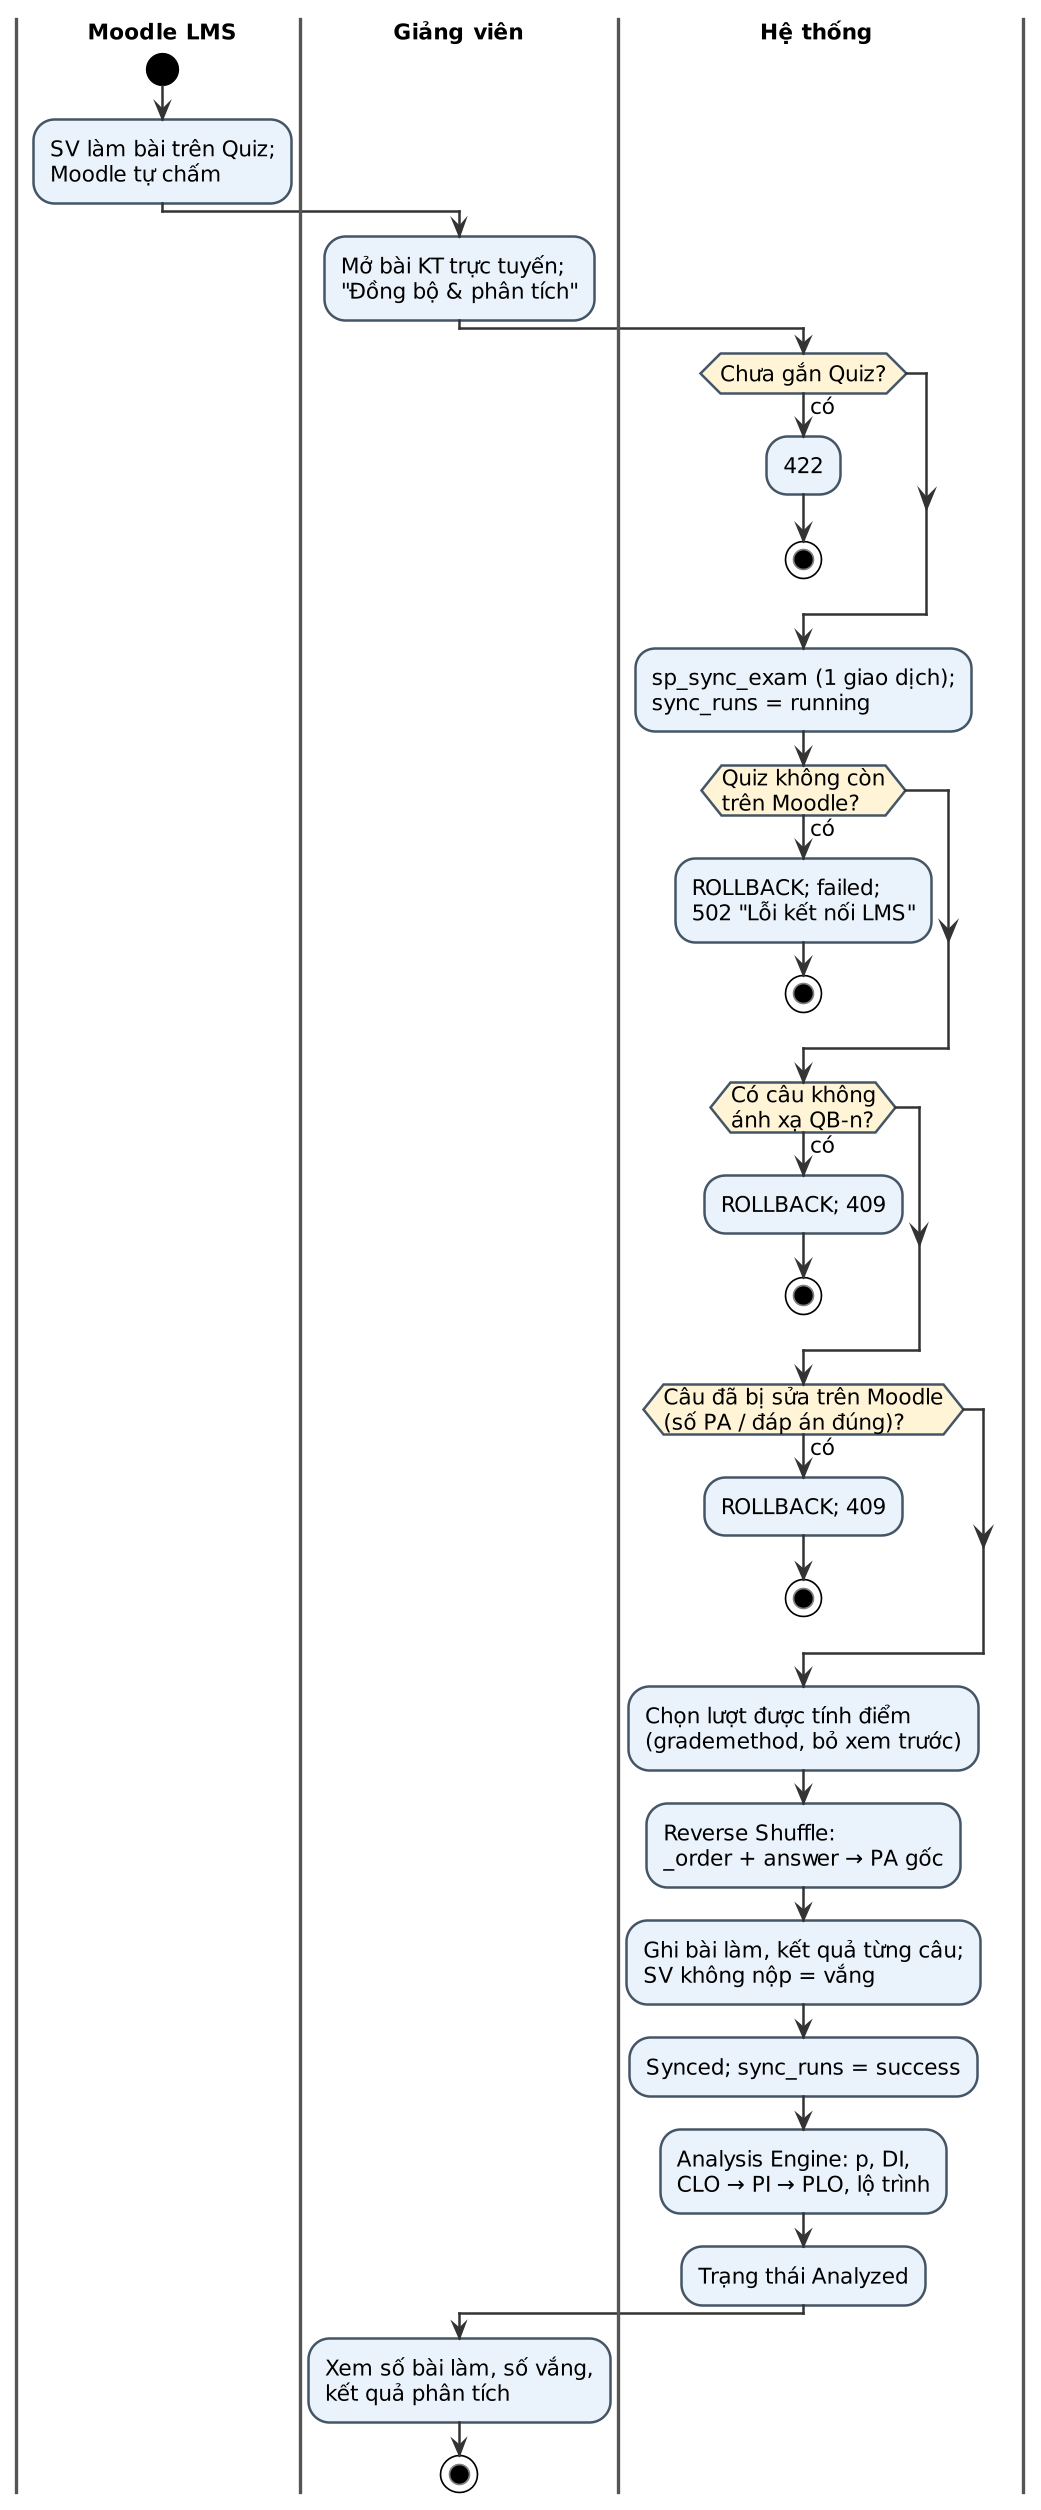 Moodle LMS
Giảng viên
Hệ thống
SV làm bài trên Quiz;
Moodle tự chấm
Mở bài KT trực tuyến;
"Đồng bộ & phân tích"
Chưa gắn Quiz?
có
422
sp_sync_exam (1 giao dịch);
sync_runs = running
Quiz không còn
trên Moodle?
có
ROLLBACK; failed;
502 "Lỗi kết nối LMS"
Có câu không
ánh xạ QB-n?
có
ROLLBACK; 409
Câu đã bị sửa trên Moodle
(số PA / đáp án đúng)?
có
ROLLBACK; 409
Chọn lượt được tính điểm
(grademethod, bỏ xem trước)
Reverse Shuffle:
_order + answer → PA gốc
Ghi bài làm, kết quả từng câu;
SV không nộp = vắng
Synced; sync_runs = success
Analysis Engine: p, DI,
CLO → PI → PLO, lộ trình
Trạng thái Analyzed
Xem số bài làm, số vắng,
kết quả phân tích